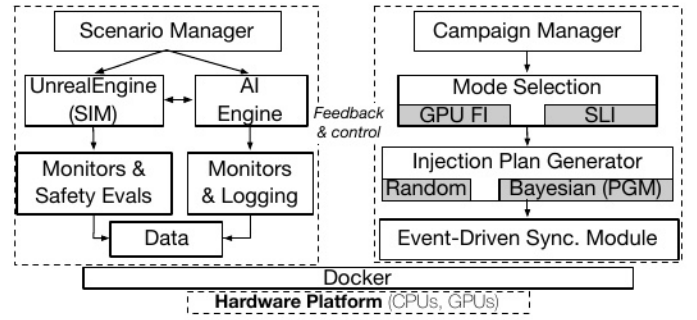 Scenario Manager
UnrealEngine
(SIM)
AI
Engine
Monitors &
Safety Evals
Monitors
& Logging
Data
Feedback
& control
Campaign Manager
Mode Selection
GPU FI
SLI
Injection Plan Generator
Random
Bayesian (PGM)
Event-Driven Sync. Module
Docker
Hardware Platform (CPUs, GPUs)